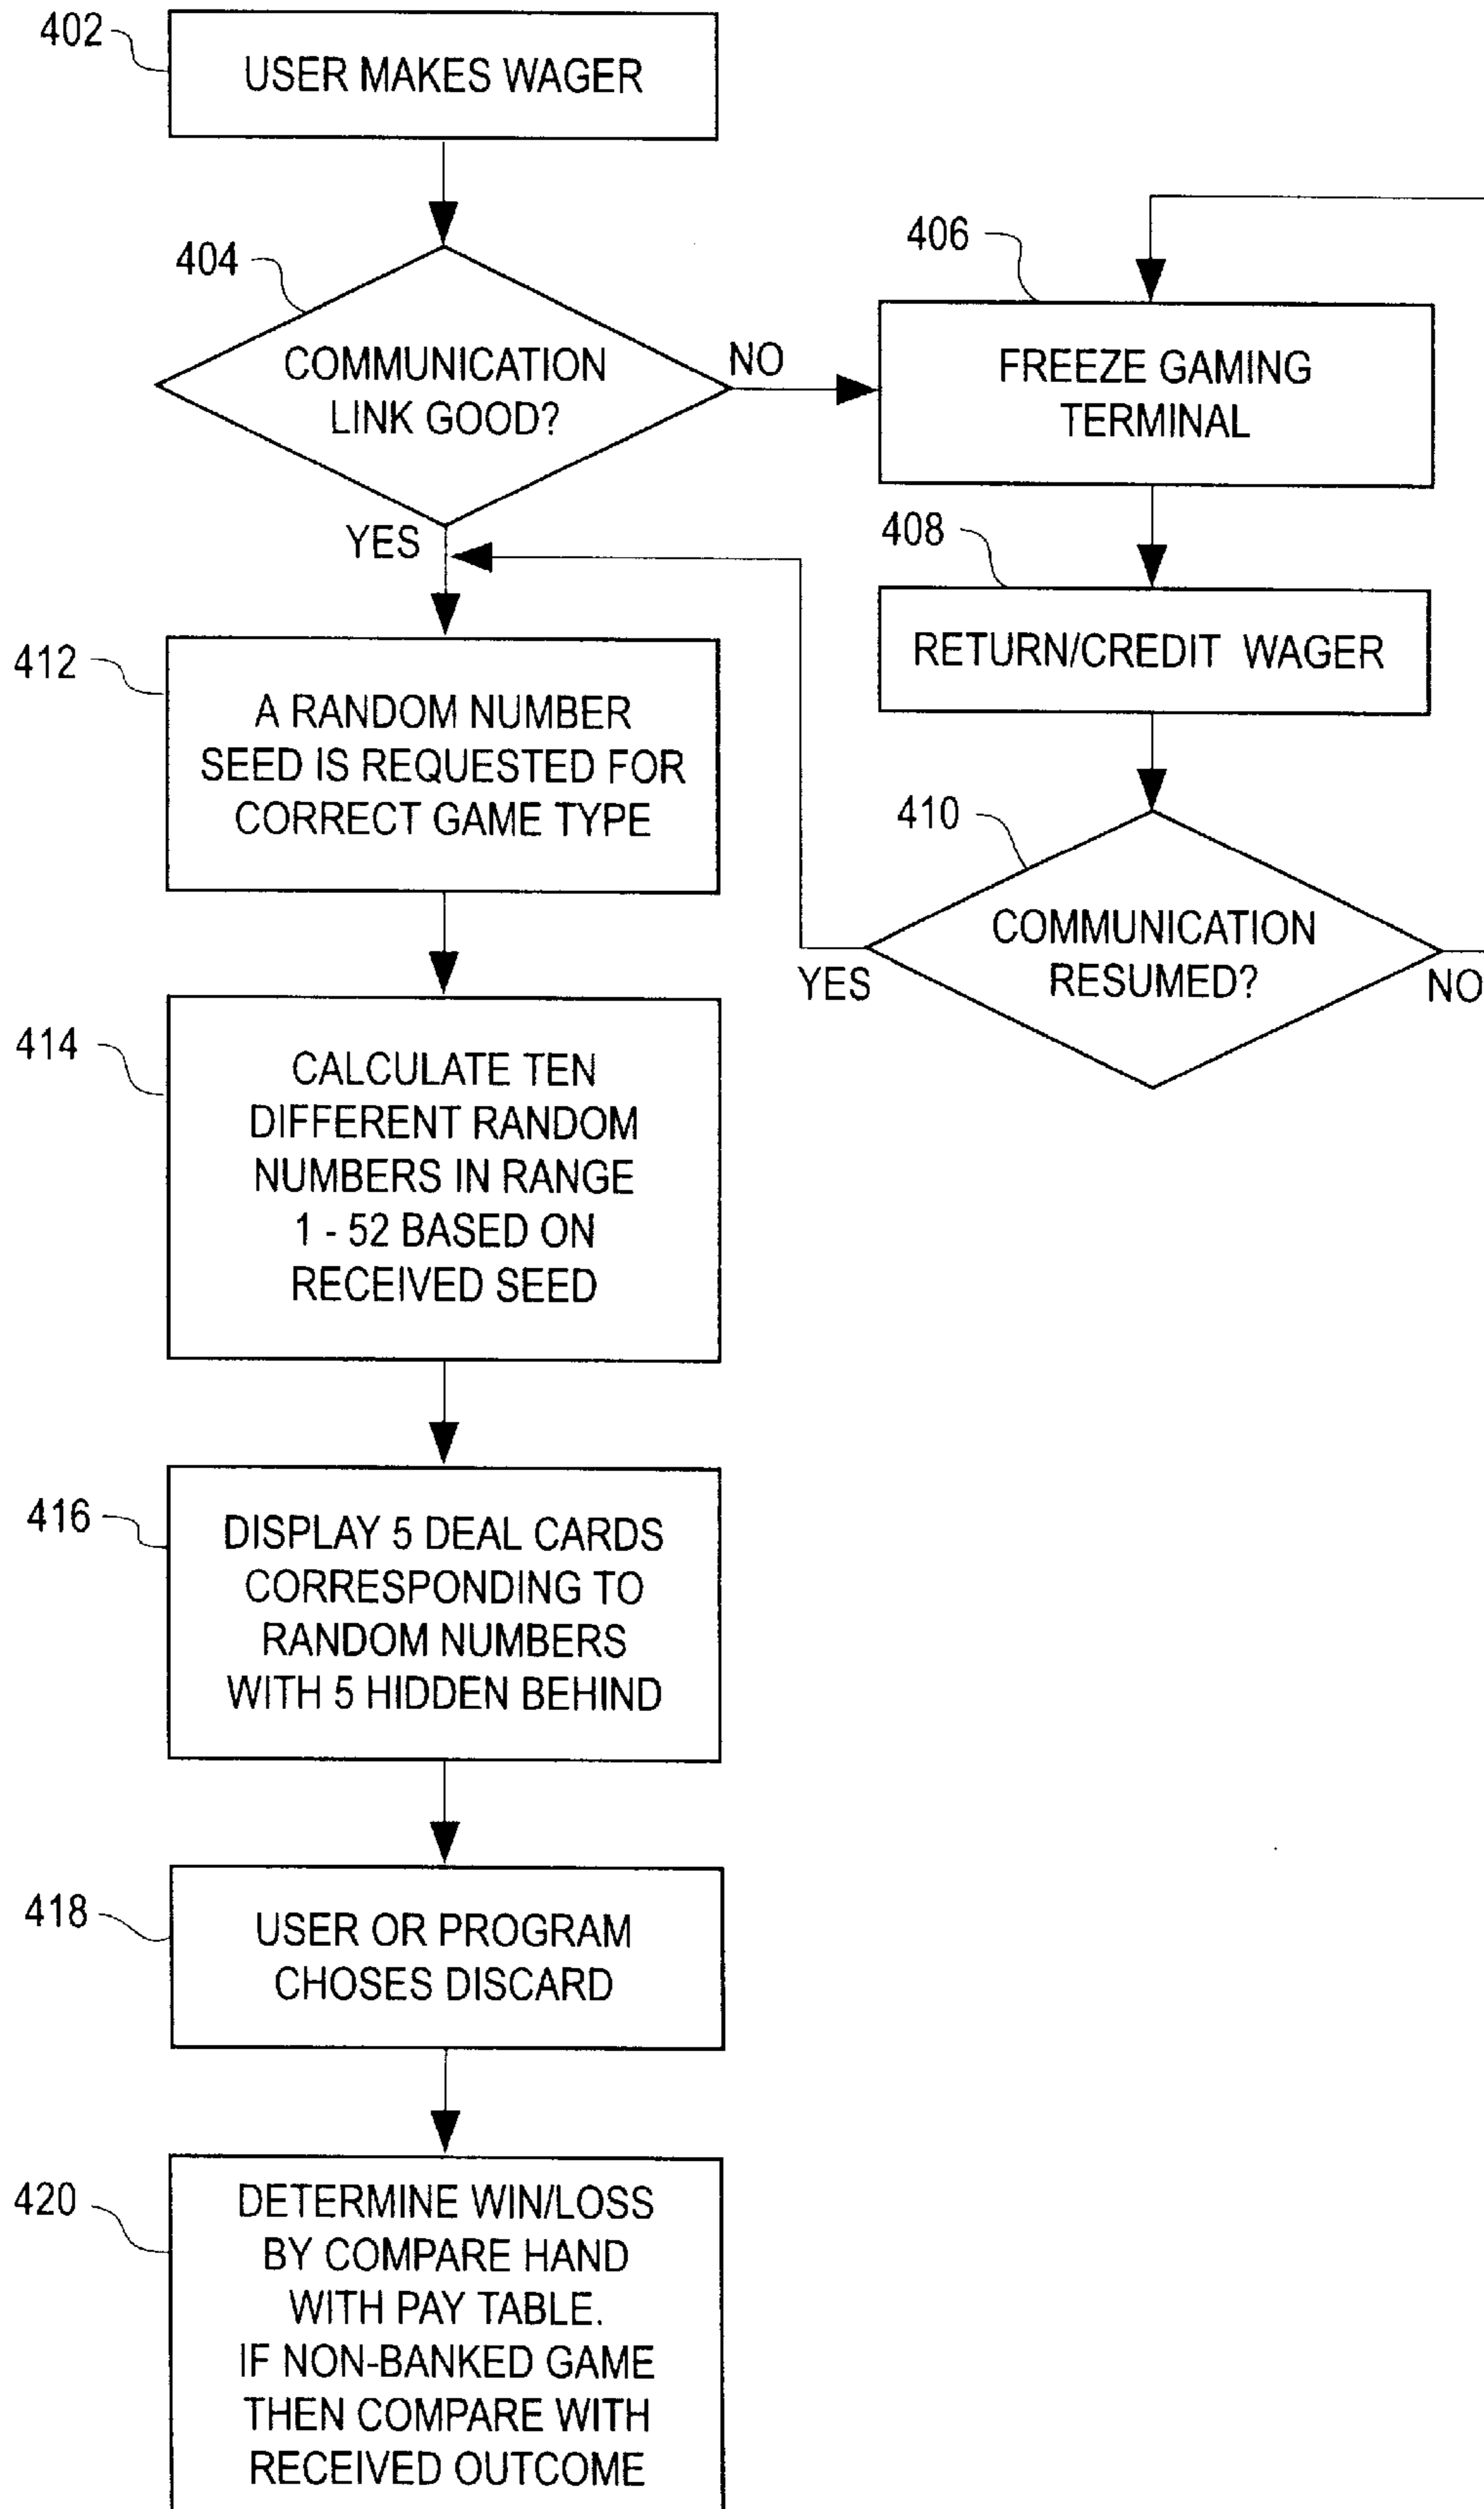 402
USER MAKES WAGER
404
COMMUNICATION
LINK GOOD?
NO
YES
406
FREEZE GAMING
TERMINAL
408
RETURN/CREDIT WAGER
410
COMMUNICATION
RESUMED?
YES
NO
412
A RANDOM NUMBER
SEED IS REQUESTED FOR
CORRECT GAME TYPE
414
CALCULATE TEN
DIFFERENT RANDOM
NUMBERS IN RANGE
1 - 52 BASED ON
RECEIVED SEED
416
DISPLAY 5 DEAL CARDS
CORRESPONDING TO
RANDOM NUMBERS
WITH 5 HIDDEN BEHIND
418
USER OR PROGRAM
CHOSES DISCARD
420
DETERMINE WIN/LOSS
BY COMPARE HAND
WITH PAY TABLE.
IF NON-BANKED GAME
THEN COMPARE WITH
RECEIVED OUTCOME